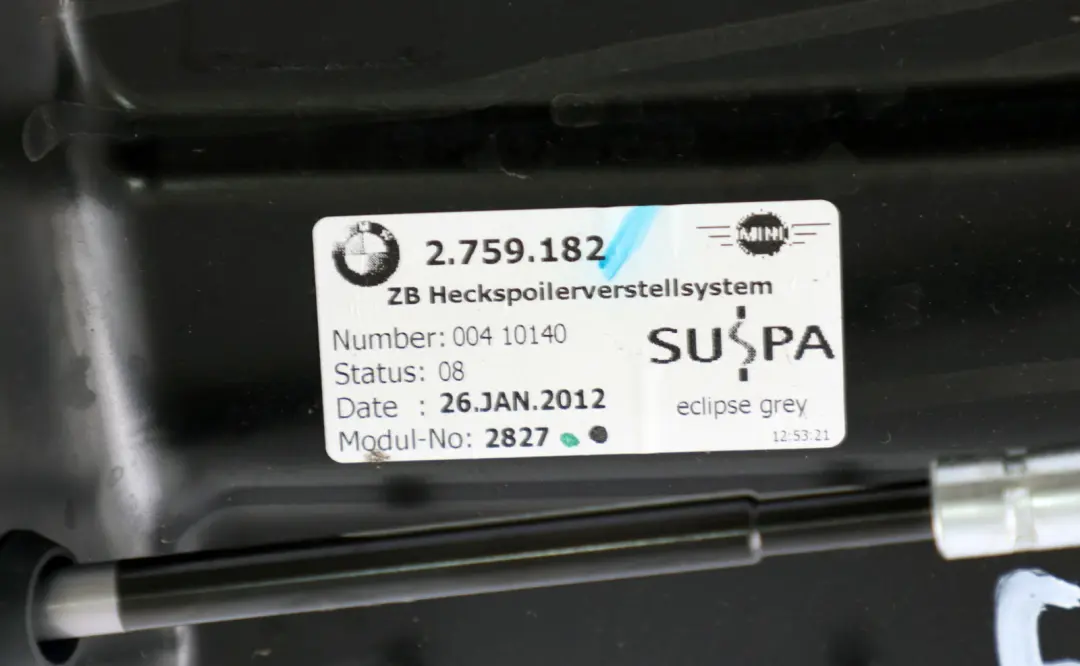 BMW 2.759.182 MINI
ZB Heckspoilerverstellsystem
Number: 004 10140
SUSPA
Status: 08
Date : 26.JAN.2012
eclipse grey
Modul-No: 2827
12:53:21